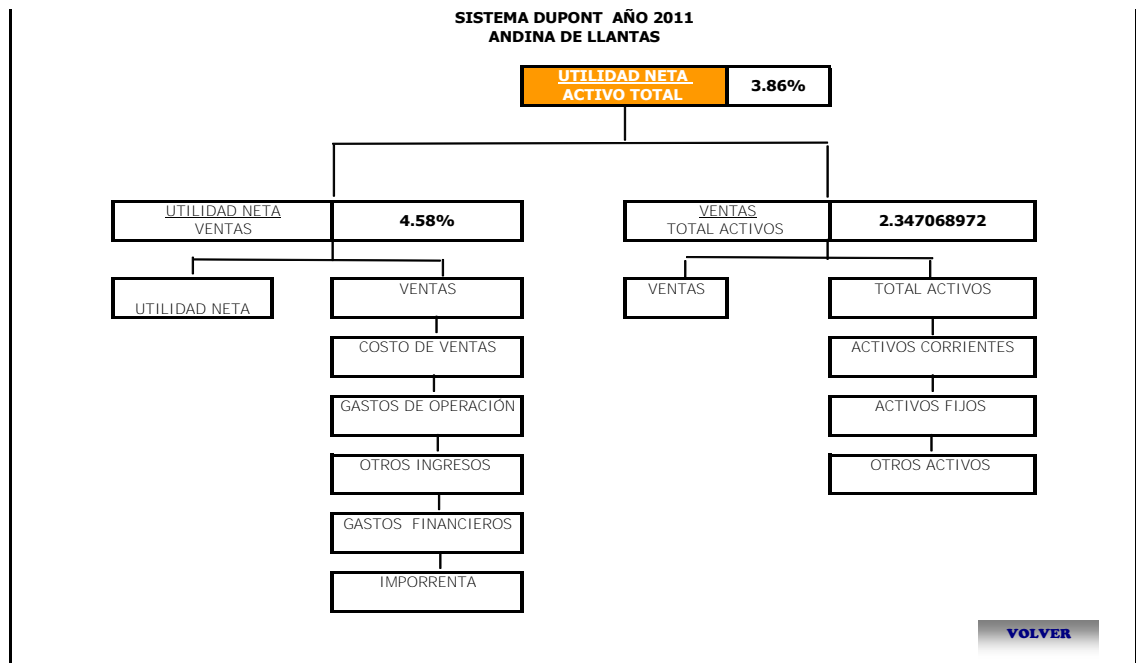 SISTEMA DUPONT AÑO 2011
ANDINA DE LLANTAS
UTILIDAD NETA
ACTIVO TOTAL
3.86%
UTILIDAD NETA
VENTAS
4.58%
VENTAS
TOTAL ACTIVOS
2.347068972
UTILIDAD NETA
VENTAS
VENTAS
TOTAL ACTIVOS
COSTO DE VENTAS
ACTIVOS CORRIENTES
GASTOS DE OPERACIÓN
ACTIVOS FIJOS
OTROS INGRESOS
OTROS ACTIVOS
GASTOS FINANCIEROS
IMPORRENTA
VOLVER